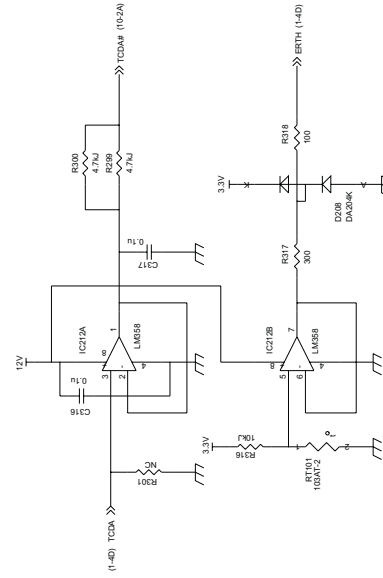 TCDA# (10-2A)
R300
4.7kJ
R299
4.7kJ
C317
0.1u
12V
IC212A
LM358
8
+
-
4
3
2
1
C316
0.1u
R301
NC
(1-4D) TCDA
ERTH (1-4D)
R318
100
3.3V
K
A
D208
DA204K
R317
300
IC212B
LM358
8
+
-
4
5
6
7
3.3V
R316
10kJ
1
2
RT101
103AT-2